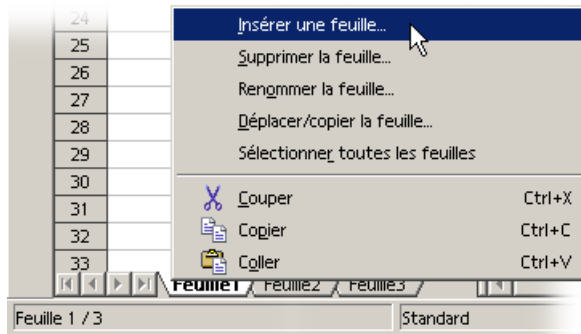 24
25
26
27
28
29
30
31
32
33
Insérer une feuille...
Supprimer la feuille...
Renommer la feuille...
Déplacer/copier la feuille...
Sélectionner toutes les feuilles
Couper Ctrl+X
Copier Ctrl+C
Coller Ctrl+V
Feuille1 Feuille2 Feuille3
Feuille 1 / 3 Standard